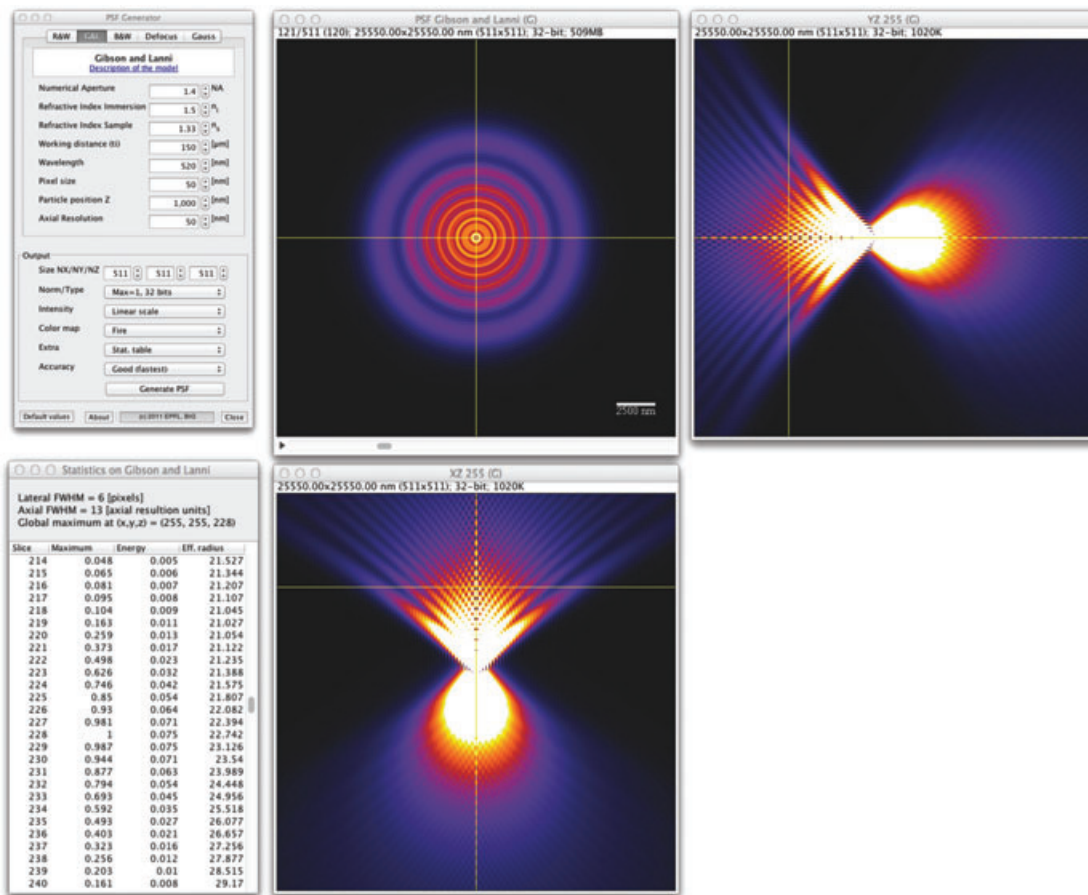 PSF Generator
R&W G&L B&W Defocus Gauss
Gibson and Lanni
Description of the model
Numerical Aperture 1.4 NA
Refractive Index Immersion 1.5 ni
Refractive Index Sample 1.33 ns
Working distance (ti) 150 [µm]
Wavelength 520 [nm]
Pixel size 50 [nm]
Particle position Z 1,000 [nm]
Axial Resolution 50 [nm]
Output
Size NX/NY/NZ 511 511 511
Norm/Type Max=1, 32 bits
Intensity Linear scale
Color map Fire
Extra Stat. table
Accuracy Good (fastest)
Generate PSF
Default values About (c) 2011 EPFL, BIG Close
PSF Gibson and Lanni (G)
121/511 (120); 25550.00x25550.00 nm (511x511); 32-bit; 509MB
2500 nm
YZ 255 (G)
25550.00x25550.00 nm (511x511); 32-bit; 1020K
Statistics on Gibson and Lanni
Lateral FWHM = 6 [pixels]
Axial FWHM = 13 [axial resultion units]
Global maximum at (x,y,z) = (255, 255, 228)
Slice Maximum Energy Eff. radius
214 0.048 0.005 21.527
215 0.065 0.006 21.344
216 0.081 0.007 21.207
217 0.095 0.008 21.107
218 0.104 0.009 21.045
219 0.163 0.011 21.027
220 0.259 0.013 21.054
221 0.373 0.017 21.122
222 0.498 0.023 21.235
223 0.626 0.032 21.388
224 0.746 0.042 21.575
225 0.85 0.054 21.807
226 0.93 0.064 22.082
227 0.981 0.071 22.394
228 1 0.075 22.742
229 0.987 0.075 23.126
230 0.944 0.071 23.54
231 0.877 0.063 23.989
232 0.794 0.054 24.448
233 0.693 0.045 24.956
234 0.592 0.035 25.518
235 0.493 0.027 26.077
236 0.403 0.021 26.657
237 0.323 0.016 27.256
238 0.256 0.012 27.877
239 0.203 0.01 28.515
240 0.161 0.008 29.17
XZ 255 (G)
25550.00x25550.00 nm (511x511); 32-bit; 1020K